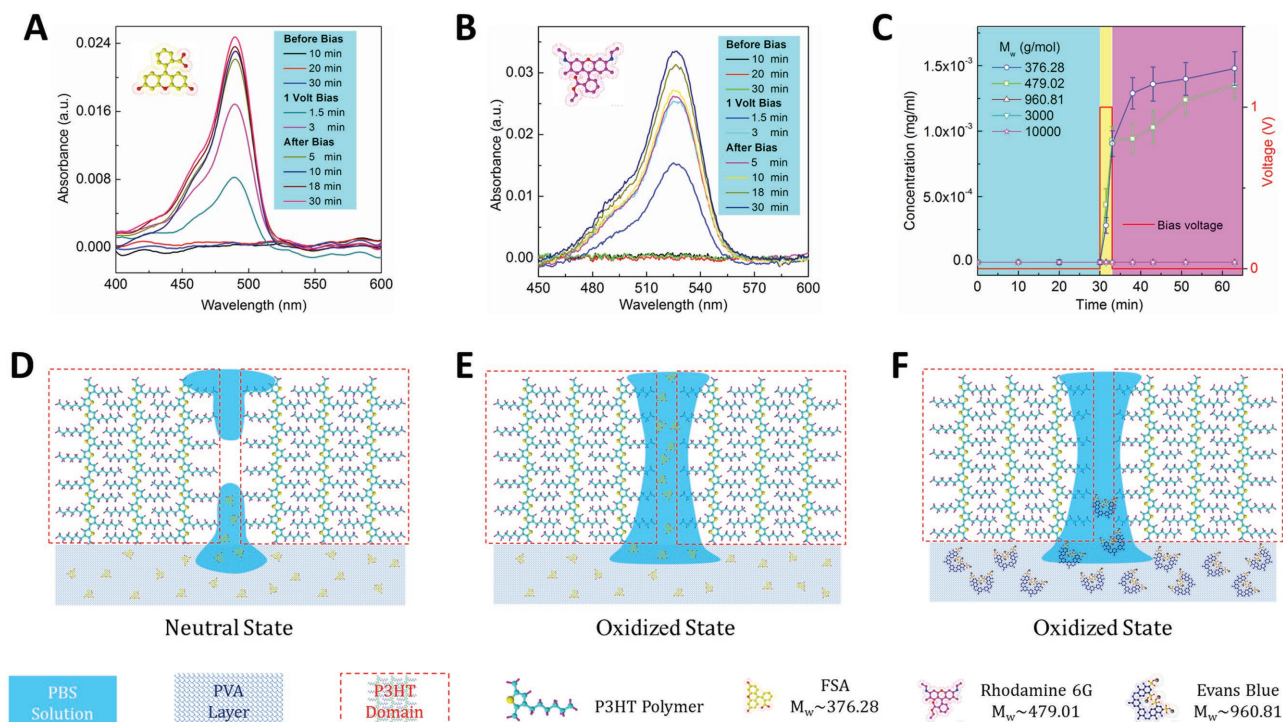 A
0.024
0.016
0.008
0.000
Absorbance (a.u.)
400
450
500
550
600
Wavelength (nm)
Before Bias
10 min
20 min
30 min
1 Volt Bias
1.5 min
3 min
After Bias
5 min
10 min
18 min
30 min
B
0.03
0.02
0.01
0.00
Absorbance (a.u.)
450
480
510
540
570
600
Wavelength (nm)
Before Bias
10 min
20 min
30 min
1 Volt Bias
1.5 min
3 min
After Bias
5 min
10 min
18 min
30 min
C
Mw (g/mol)
376.28
479.02
960.81
3000
10000
1.5x10-3
1.0x10-3
5.0x10-4
0.0
Concentration (mg/ml)
0
10
20
30
40
50
60
Time (min)
Bias voltage
1
0
Voltage (V)
D
Neutral State
E
Oxidized State
F
Oxidized State
PBS
Solution
PVA
Layer
P3HT
Domain
P3HT Polymer
FSA
Mw~376.28
Rhodamine 6G
Mw~479.01
Evans Blue
Mw~960.81